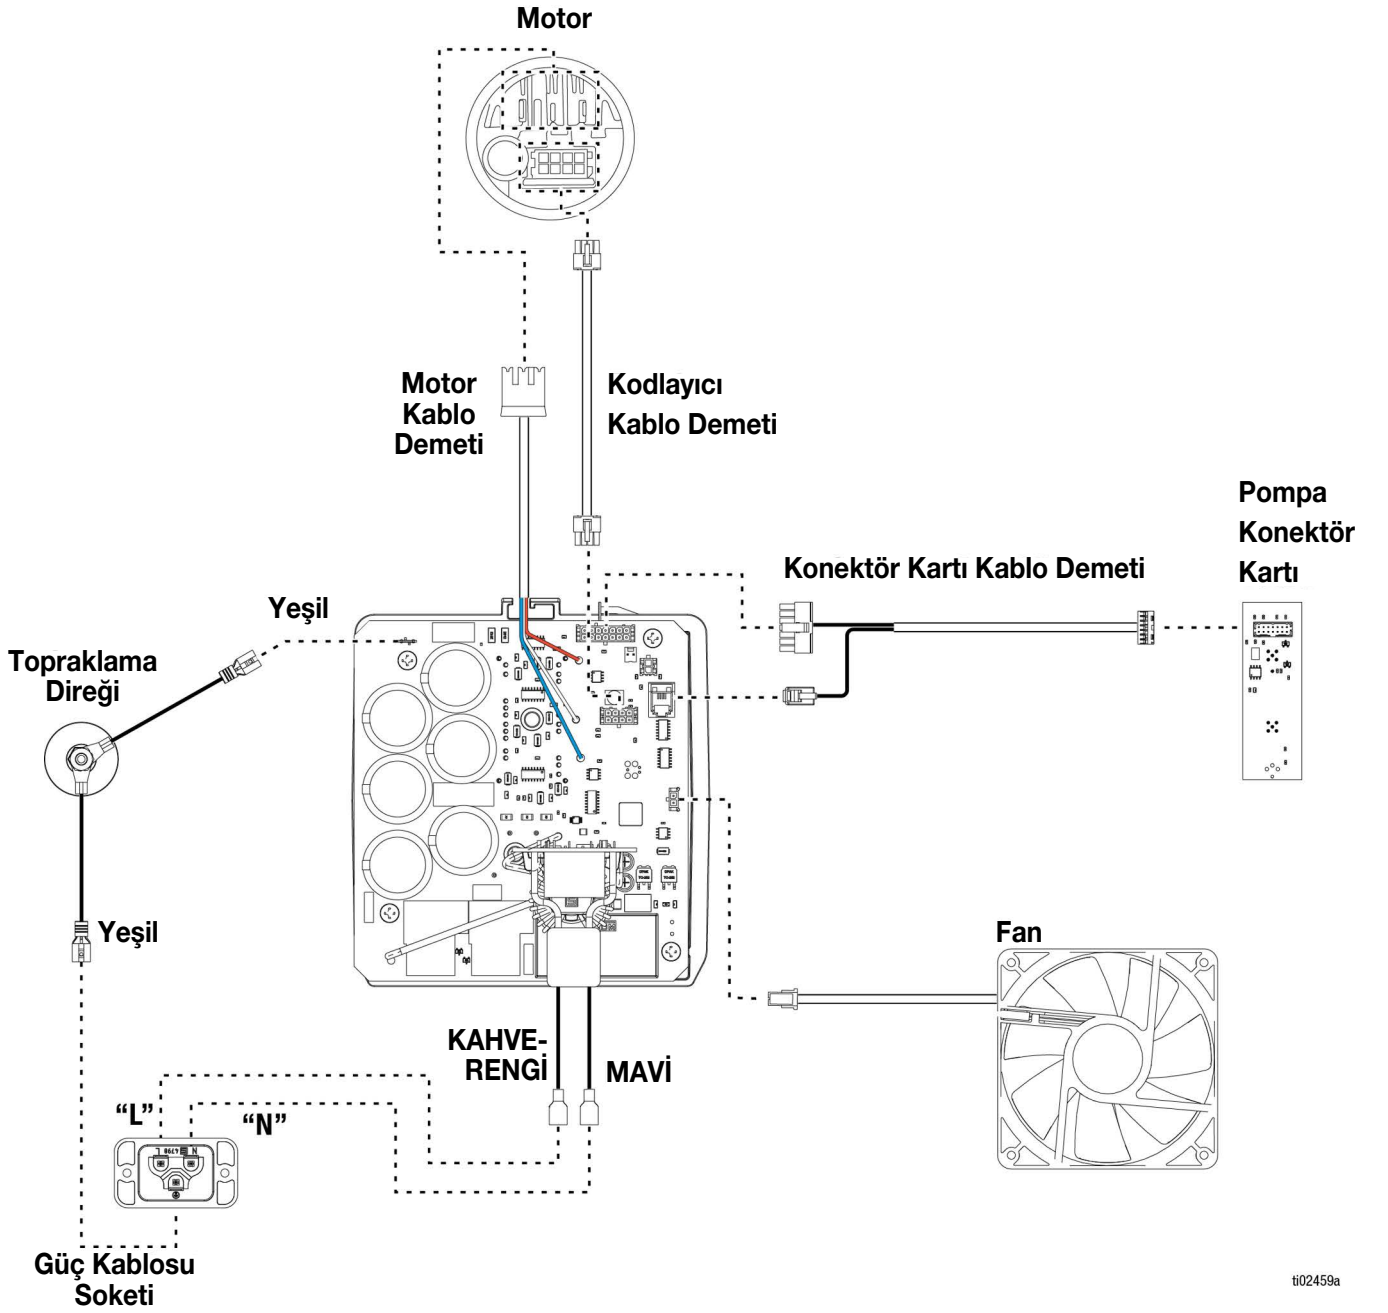 Motor
Motor
Kablo
Demeti
Kodlayıcı
Kablo Demeti
Pompa
Konektör
Kartı
Konektör Kartı Kablo Demeti
Yeşil
Topraklama
Direği
Yeşil
Fan
KAHVE-
RENGİ
MAVİ
“L”
“N”
L
N
Güç Kablosu
Soketi
ti02459a